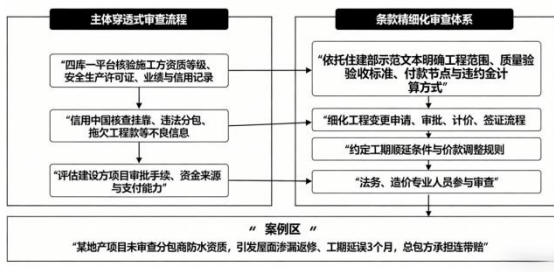 主体穿透式审查流程
“四库一平台核验施工方资质等级、
安全生产许可证、业绩与信用记录
“信用中国核查挂靠、违法分包、
拖欠工程款等不良信息
“评估建设方项目审批手续、资金来源
与支付能力”
条款精细化审查体系
“依托住建部示范文本明确工程范围、质量验
验收标准、付款节点与违约金计
算方式”
“细化工程变更申请、审批、计价、签证流程
“约定工期顺延条件与价款调整规则
“法务、造价专业人员参与审查”
“ 案例区 ”
“某地产项目未审查分包商防水资质，引发屋面渗漏返修、工期延误3个月，总包方承担连带赔”